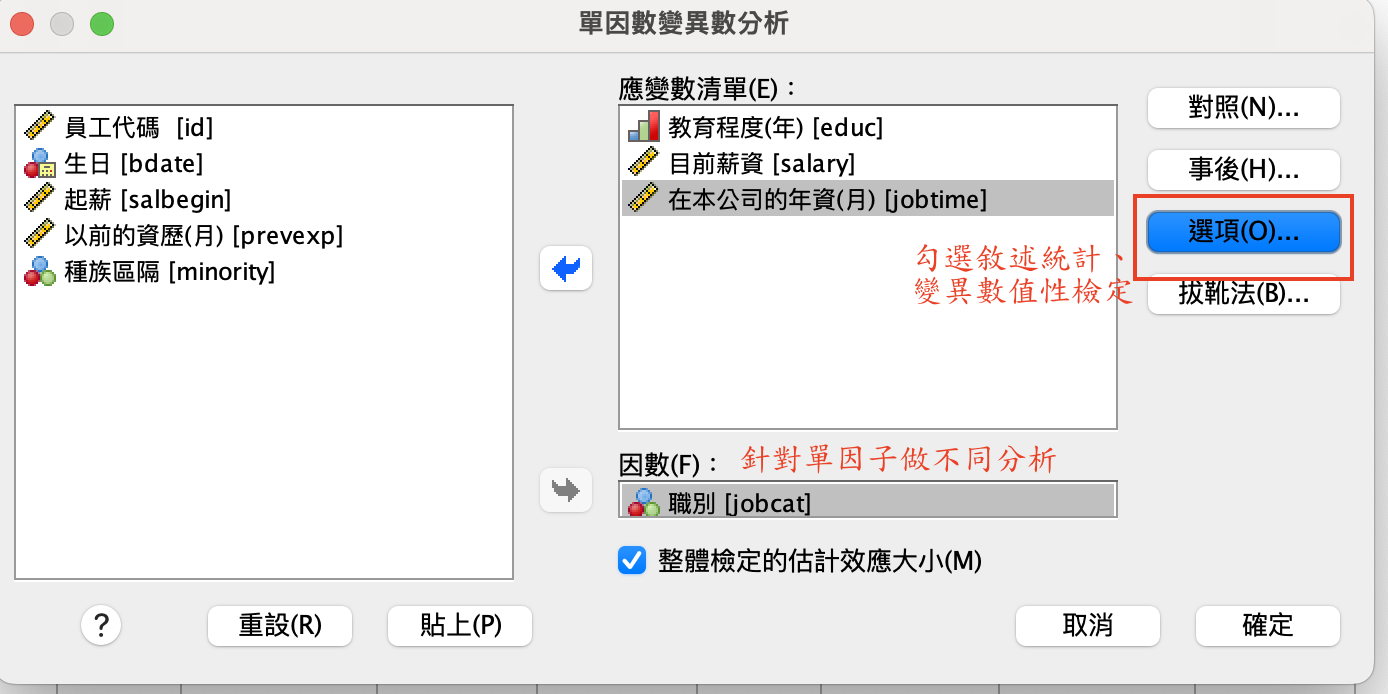 單因數變異數分析
員工代碼 [id]
生日 [bdate]
起薪 [salbegin]
以前的資歷(月) [prevexp]
種族區隔 [minority]
應變數清單(E)：
教育程度(年) [educ]
目前薪資 [salary]
在本公司的年資(月) [jobtime]
勾選敘述統計、
變異數值性檢定
因數(F)：
針對單因子做不同分析
職別 [jobcat]
整體檢定的估計效應大小(M)
對照(N)...
事後(H)...
選項(O)...
拔靴法(B)...
?
重設(R)
貼上(P)
取消
確定